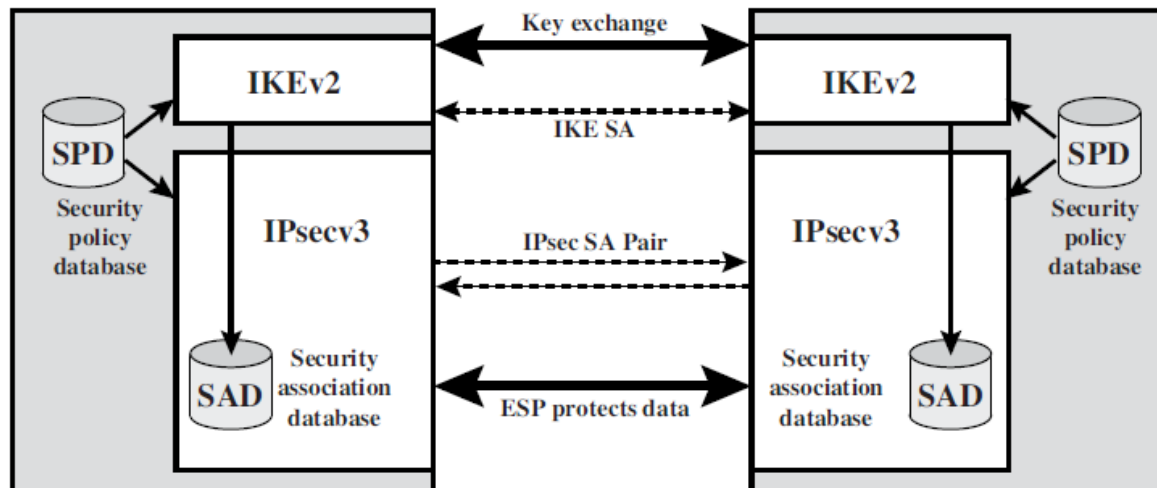 Key exchange
IKEv2
IKEv2
IKE SA
SPD
SPD
Security
policy
database
Security
policy
database
IPsecv3
IPsecv3
IPsec SA Pair
SAD
Security
association
database
Security
association
database
SAD
ESP protects data